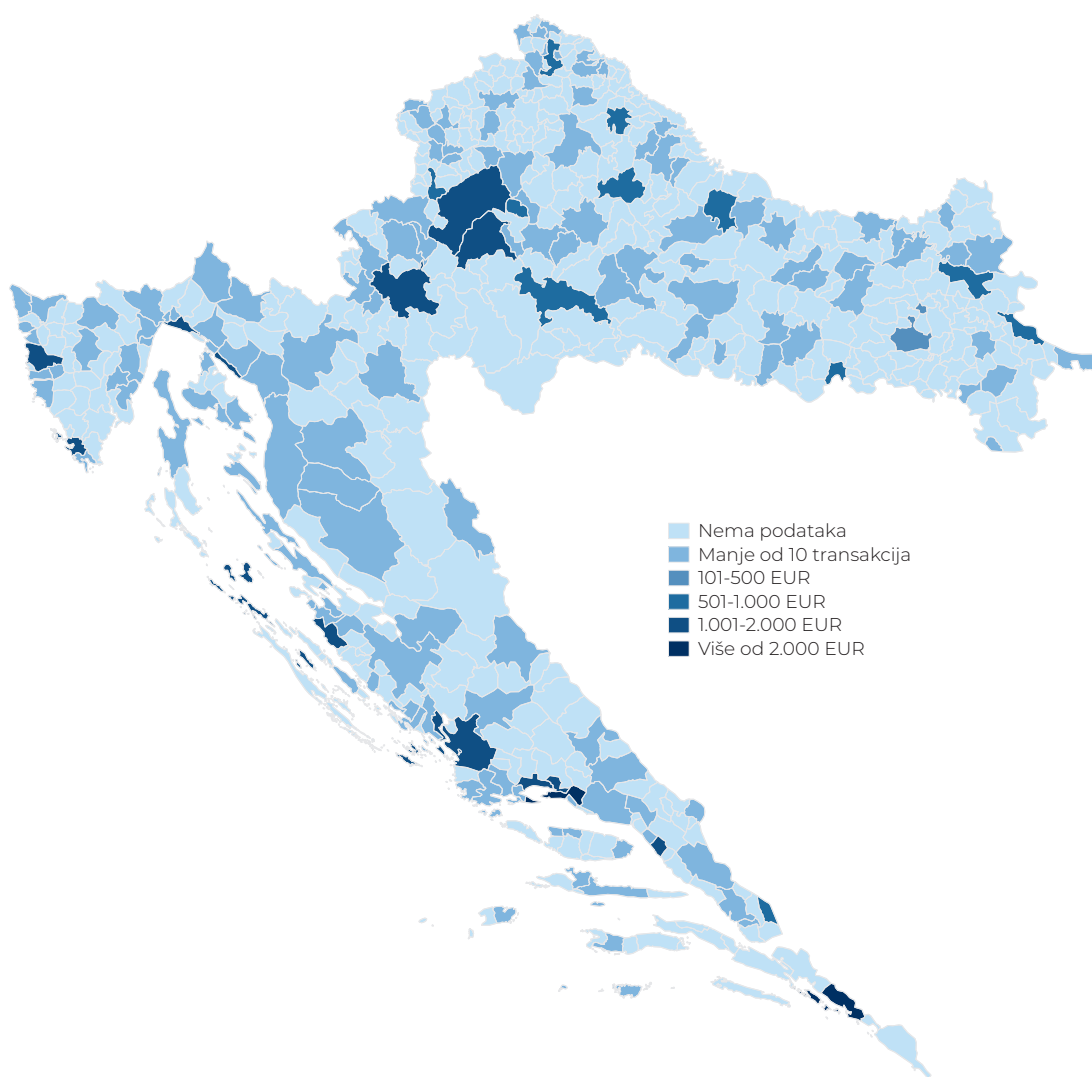 Nema podataka
Manje od 10 transakcija
101-500 EUR
501-1.000 EUR
1.001-2.000 EUR
Više od 2.000 EUR